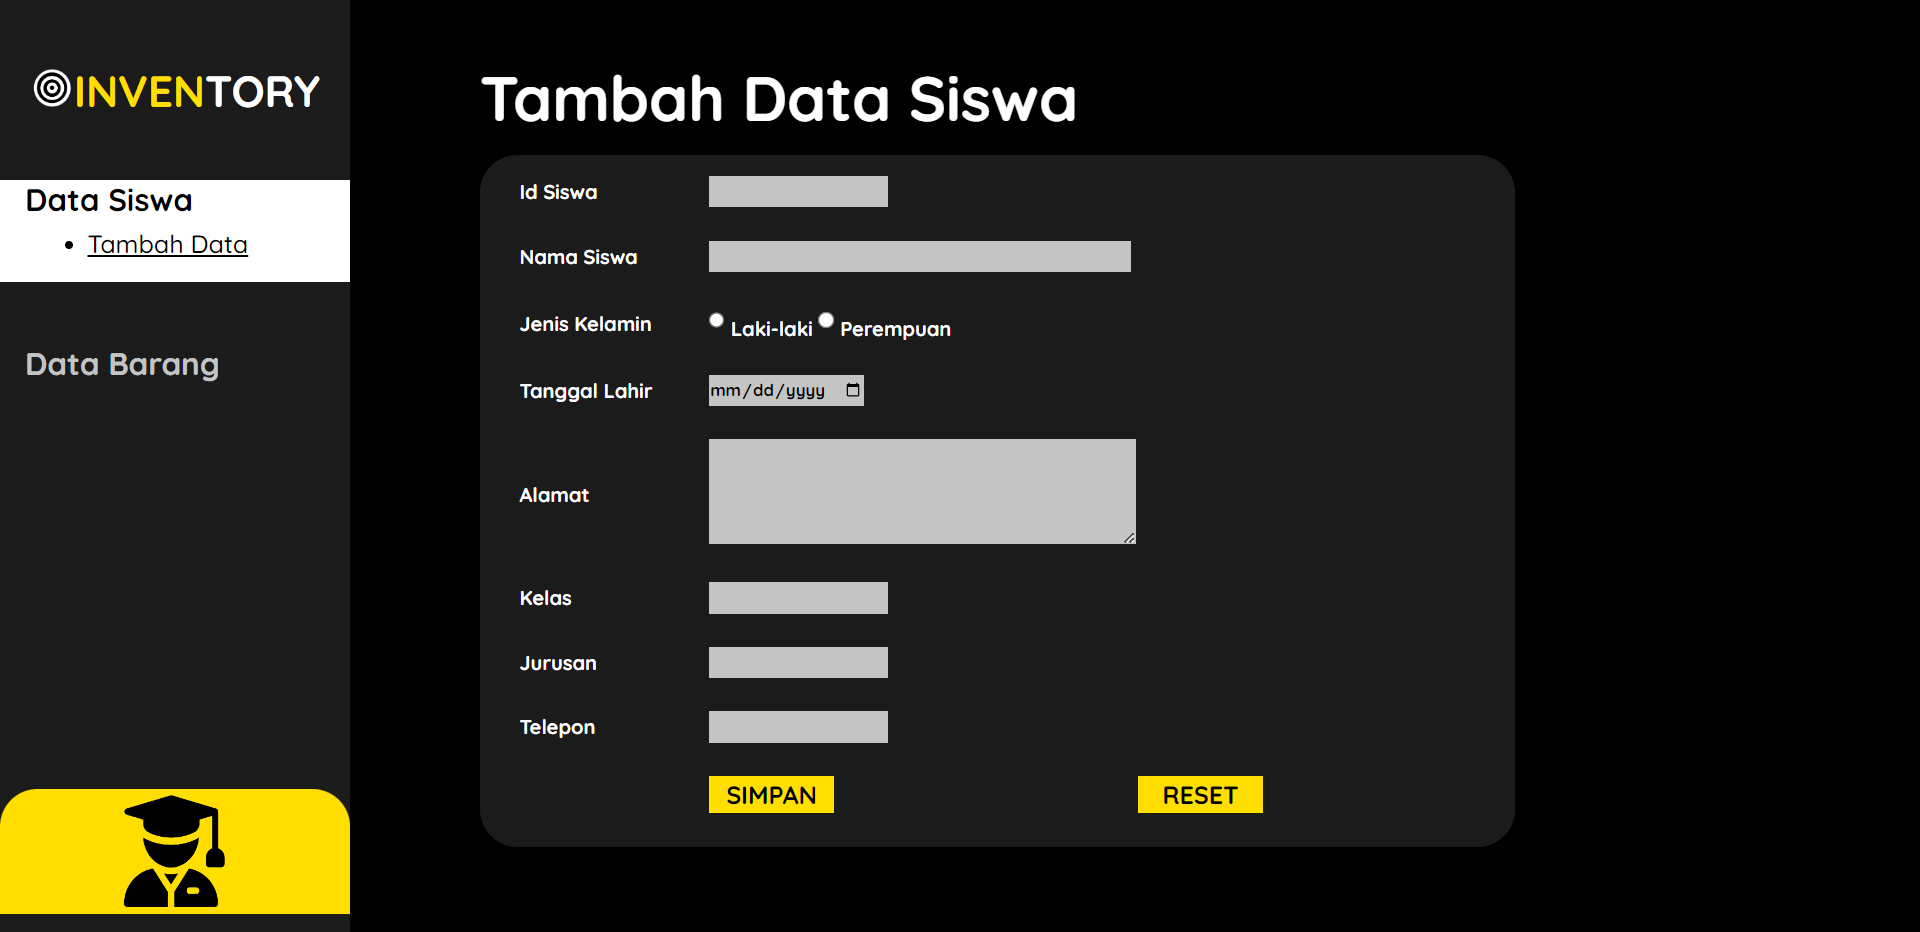 INVENTORY
Data Siswa
Tambah Data
Data Barang
Tambah Data Siswa
Id Siswa
Nama Siswa
Jenis Kelamin
Laki-laki Perempuan
Tanggal Lahir
mm/dd/yyyy
Alamat
Kelas
Jurusan
Telepon
SIMPAN
RESET